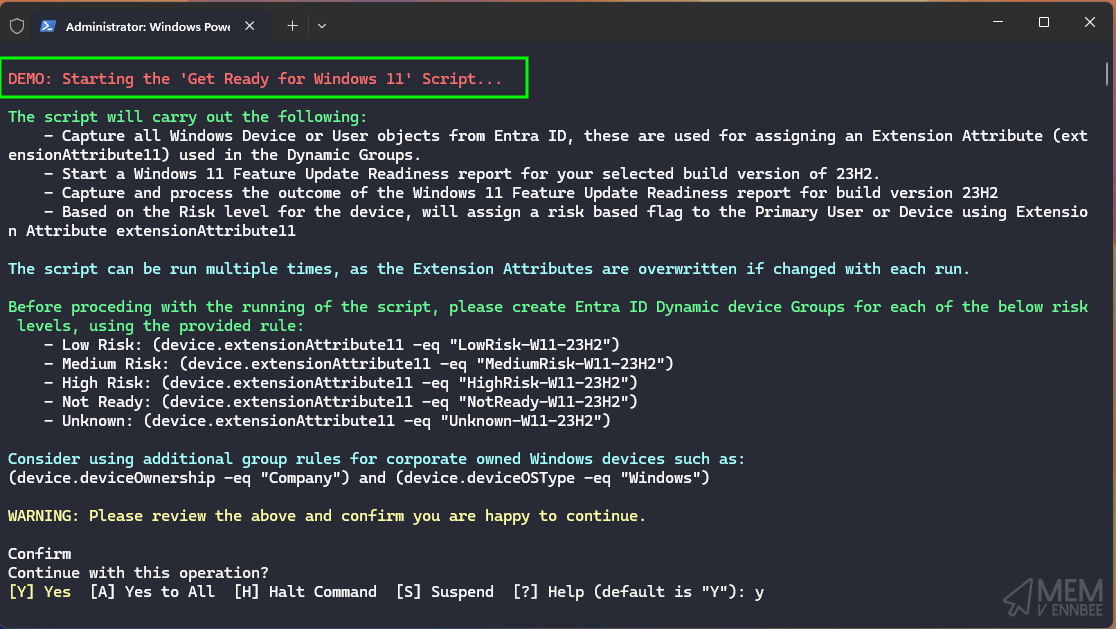 Administrator: Windows Powe
DEMO: Starting the 'Get Ready for Windows 11' Script...
The script will carry out the following:
    - Capture all Windows Device or User objects from Entra ID, these are used for assigning an Extension Attribute (ext
ensionAttribute11) used in the Dynamic Groups.
    - Start a Windows 11 Feature Update Readiness report for your selected build version of 23H2.
    - Capture and process the outcome of the Windows 11 Feature Update Readiness report for build version 23H2
    - Based on the Risk level for the device, will assign a risk based flag to the Primary User or Device using Extensio
n Attribute extensionAttribute11
The script can be run multiple times, as the Extension Attributes are overwritten if changed with each run.
Before proceding with the running of the script, please create Entra ID Dynamic device Groups for each of the below risk
 levels, using the provided rule:
    - Low Risk: (device.extensionAttribute11 -eq "LowRisk-W11-23H2")
    - Medium Risk: (device.extensionAttribute11 -eq "MediumRisk-W11-23H2")
    - High Risk: (device.extensionAttribute11 -eq "HighRisk-W11-23H2")
    - Not Ready: (device.extensionAttribute11 -eq "NotReady-W11-23H2")
    - Unknown: (device.extensionAttribute11 -eq "Unknown-W11-23H2")
Consider using additional group rules for corporate owned Windows devices such as:
(device.deviceOwnership -eq "Company") and (device.deviceOSType -eq "Windows")
WARNING: Please review the above and confirm you are happy to continue.
Confirm
Continue with this operation?
[Y] Yes  [A] Yes to All  [H] Halt Command  [S] Suspend  [?] Help (default is "Y"): y
MEM
V ENNBEE